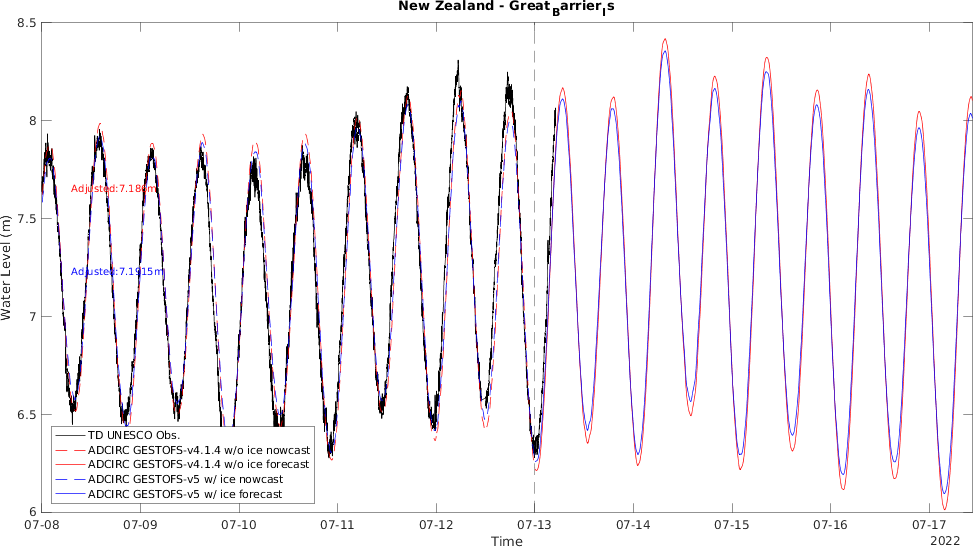 New Zealand - GreatBarrierIs
8.5
8
7.5
7
6.5
6
Water Level (m)
Adjusted:7.186m
Adjusted:7.1915m
TD UNESCO Obs.
ADCIRC GESTOFS-v4.1.4 w/o ice nowcast
ADCIRC GESTOFS-v4.1.4 w/o ice forecast
ADCIRC GESTOFS-v5 w/ ice nowcast
ADCIRC GESTOFS-v5 w/ ice forecast
07-08 07-09 07-10 07-11 07-12 07-13 07-14 07-15 07-16 07-17
Time
2022